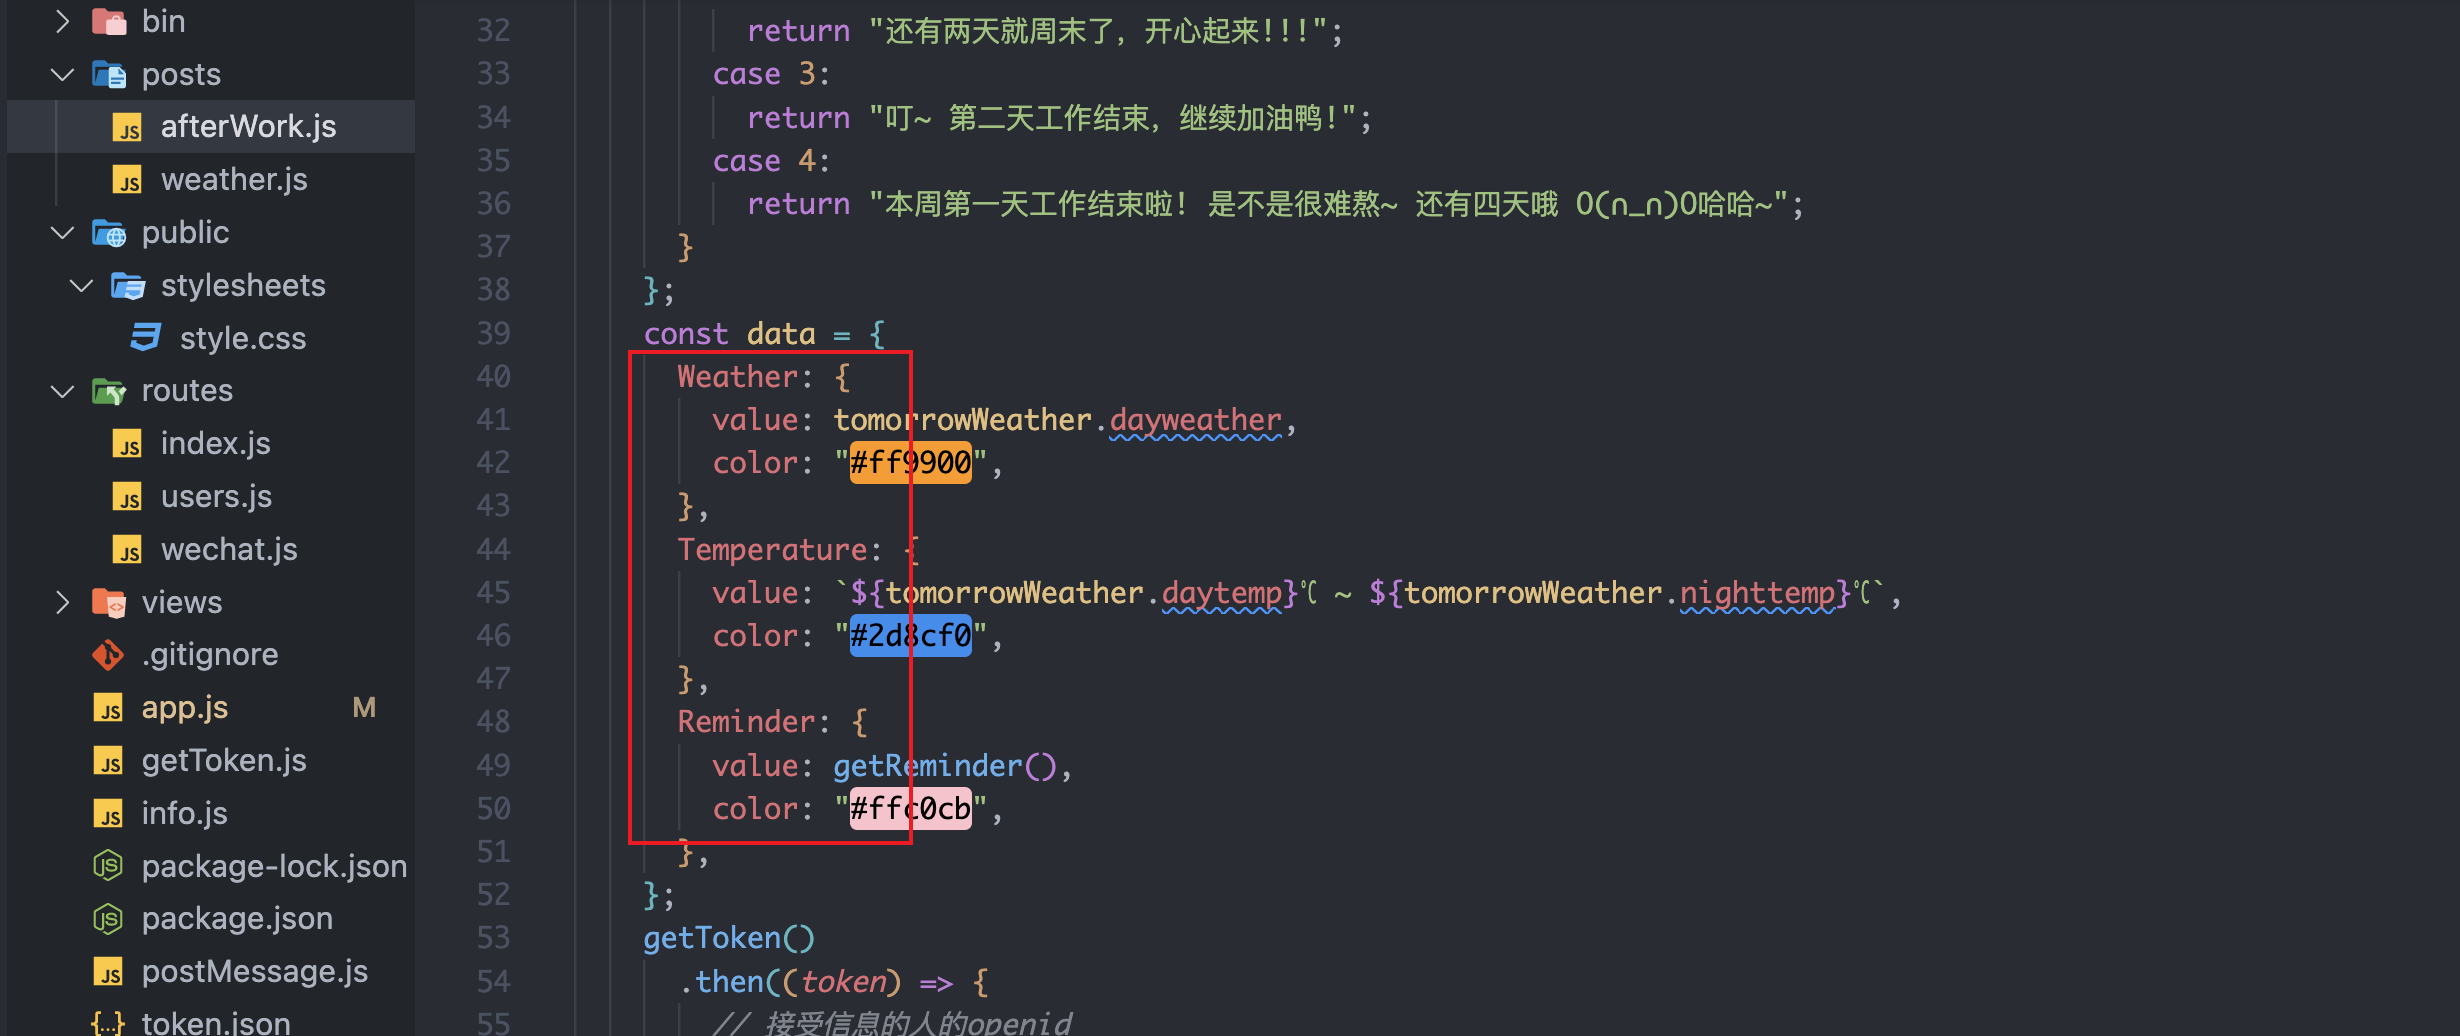 bin
posts
afterWork.js
weather.js
public
stylesheets
style.css
routes
index.js
users.js
wechat.js
views
.gitignore
app.js M
getToken.js
info.js
package-lock.json
package.json
postMessage.js
token.json
32 return "还有两天就周末了，开心起来!!!";
33 case 3:
34 return "叮~ 第二天工作结束，继续加油鸭!";
35 case 4:
36 return "本周第一天工作结束啦! 是不是很难熬~ 还有四天哦 O(n_n)O哈哈~";
37 }
38 };
39 const data = {
40 Weather: {
41 value: tomorrowWeather.dayweather,
42 color: "#ff9900",
43 },
44 Temperature: {
45 value: `${tomorrowWeather.daytemp}℃ ~ ${tomorrowWeather.nighttemp}℃`,
46 color: "#2d8cf0",
47 },
48 Reminder: {
49 value: getReminder(),
50 color: "#ffc0cb",
51 },
52 };
53 getToken()
54 .then((token) => {
55 // 接受信息的人的openid